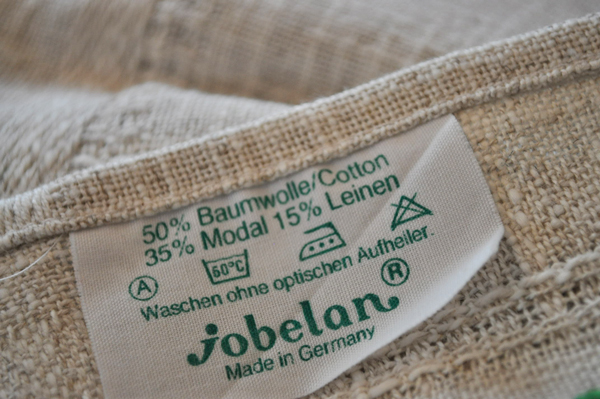 50% Baumwolle/Cotton
35% Modal 15% Leinen
A 60°C
Waschen ohne optischen Aufheller.
jobelan®
Made in Germany